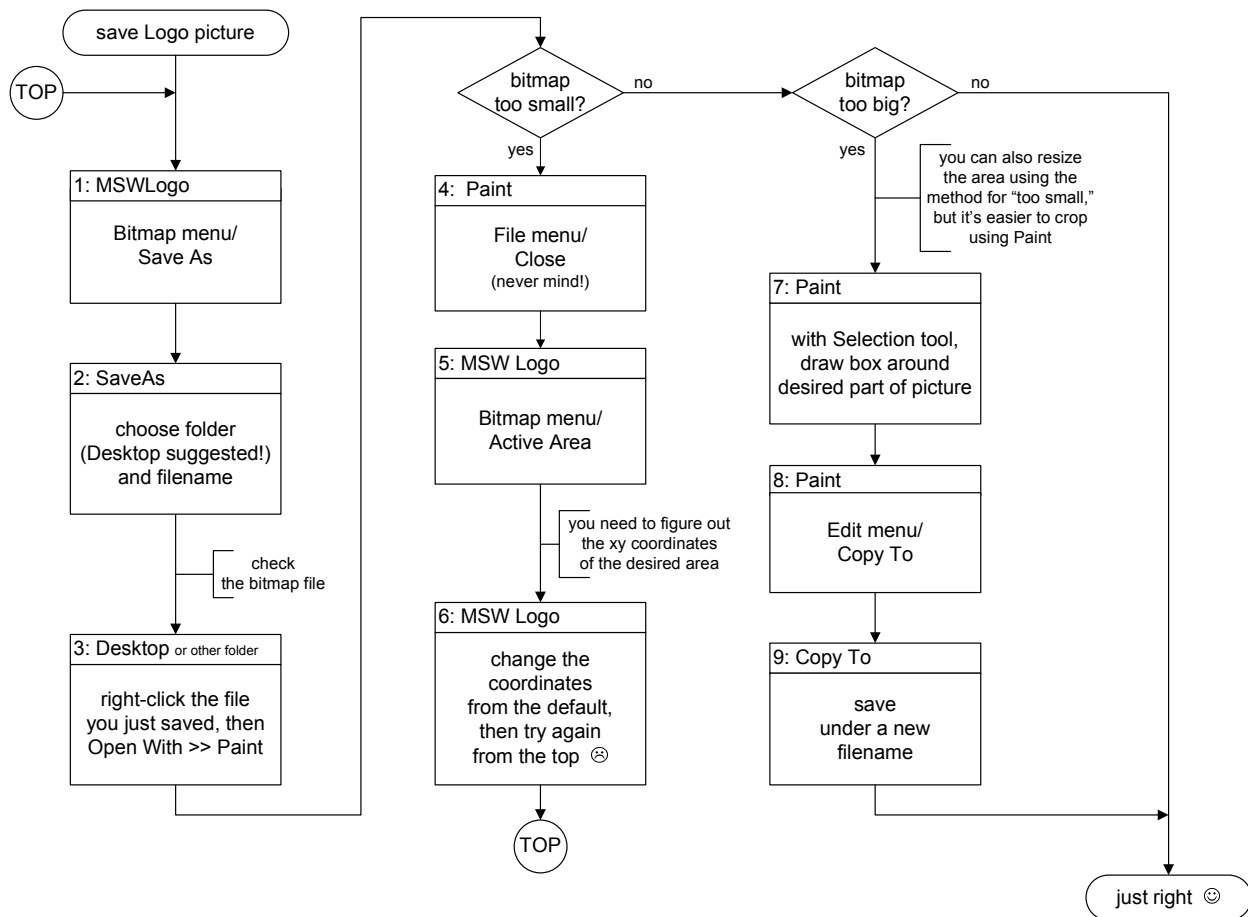 save Logo picture
TOP
1: MSWLogo
Bitmap menu/
Save As
2: SaveAs
choose folder
(Desktop suggested!)
and filename
check
the bitmap file
3: Desktop or other folder
right-click the file
you just saved, then
Open With >> Paint
bitmap
too small?
no
yes
4: Paint
File menu/
Close
(never mind!)
5: MSW Logo
Bitmap menu/
Active Area
you need to figure out
the xy coordinates
of the desired area
6: MSW Logo
change the
coordinates
from the default,
then try again
from the top ☹
TOP
bitmap
too big?
no
yes
you can also resize
the area using the
method for “too small,”
but it’s easier to crop
using Paint
7: Paint
with Selection tool,
draw box around
desired part of picture
8: Paint
Edit menu/
Copy To
9: Copy To
save
under a new
filename
just right ☺